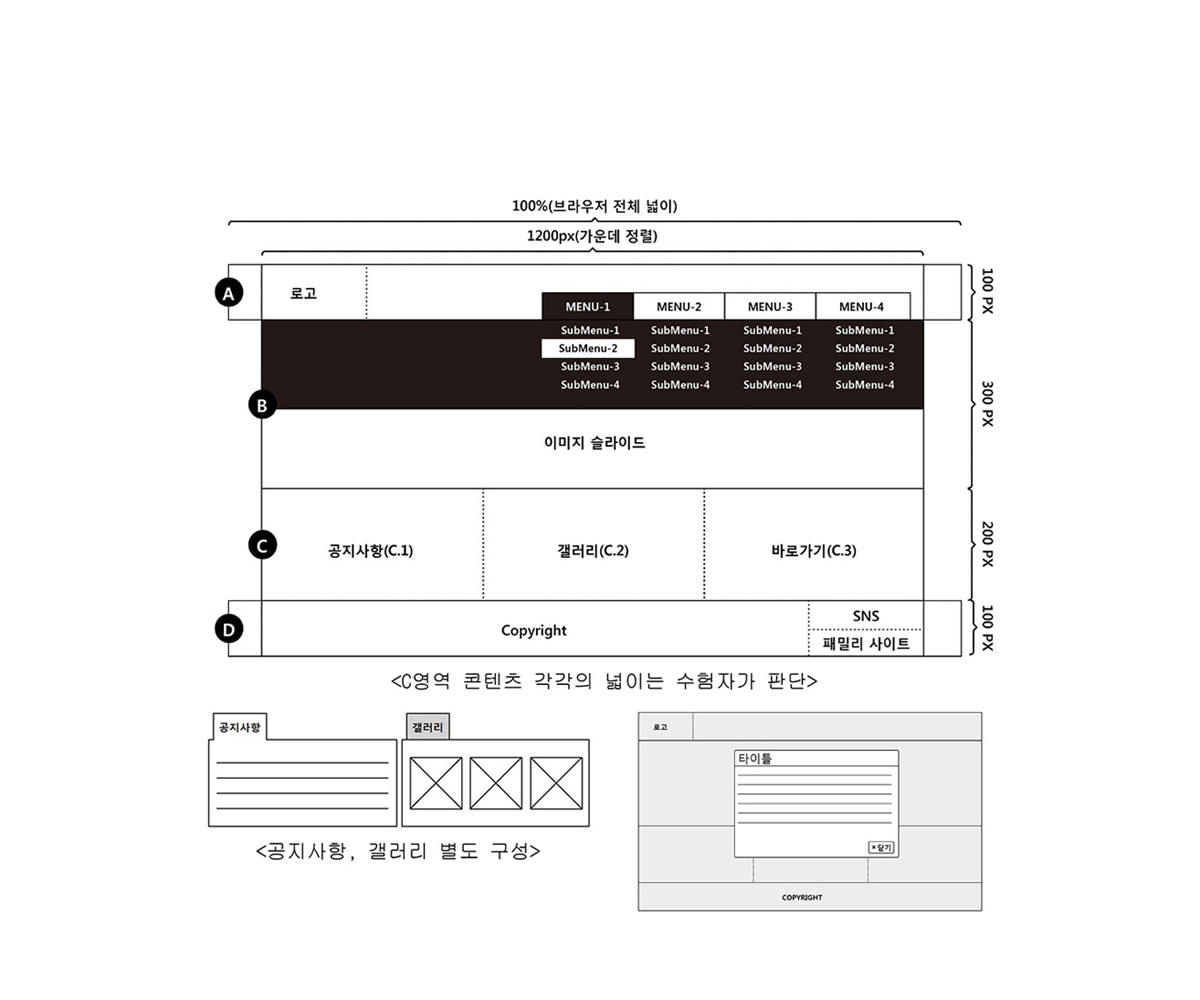 100%(브라우저 전체 넓이)
1200px(가운데 정렬)
A
로고
MENU-1 MENU-2 MENU-3 MENU-4
100 PX
SubMenu-1 SubMenu-1 SubMenu-1 SubMenu-1
SubMenu-2 SubMenu-2 SubMenu-2 SubMenu-2
SubMenu-3 SubMenu-3 SubMenu-3 SubMenu-3
SubMenu-4 SubMenu-4 SubMenu-4 SubMenu-4
B
300 PX
이미지 슬라이드
C
공지사항(C.1) 갤러리(C.2) 바로가기(C.3)
200 PX
D
Copyright
SNS
패밀리 사이트
100 PX
<C영역 콘텐츠 각각의 넓이는 수험자가 판단>
공지사항 갤러리
<공지사항, 갤러리 별도 구성>
로고
타이틀
×닫기
COPYRIGHT